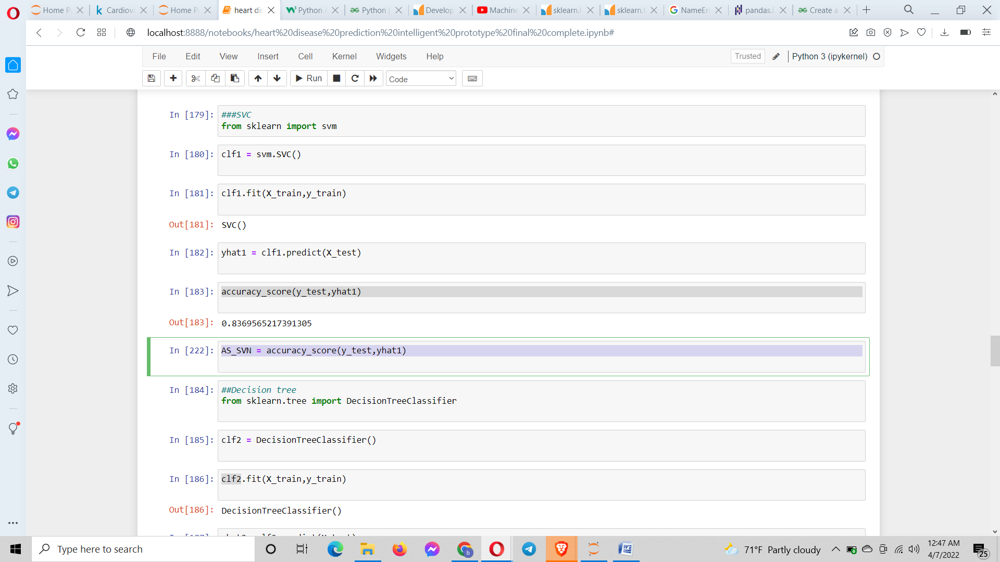 Home P
Cardiova
Home P
heart dis
Python
Python
Develop
Machine
sklearn.
sklearn.
NameEr
pandas.
Create a
localhost:8888/notebooks/heart%20disease%20prediction%20intelligent%20prototype%20final%20complete.ipynb#
File Edit View Insert Cell Kernel Widgets Help
Trusted
Python 3 (ipykernel)
Run
Code
In [179]: ###SVC
from sklearn import svm
In [180]: clf1 = svm.SVC()
In [181]: clf1.fit(X_train,y_train)
Out[181]: SVC()
In [182]: yhat1 = clf1.predict(X_test)
In [183]: accuracy_score(y_test,yhat1)
Out[183]: 0.8369565217391305
In [222]: AS_SVN = accuracy_score(y_test,yhat1)
In [184]: ##Decision tree
from sklearn.tree import DecisionTreeClassifier
In [185]: clf2 = DecisionTreeClassifier()
In [186]: clf2.fit(X_train,y_train)
Out[186]: DecisionTreeClassifier()
Type here to search
71°F Partly cloudy
12:47 AM
4/7/2022
25